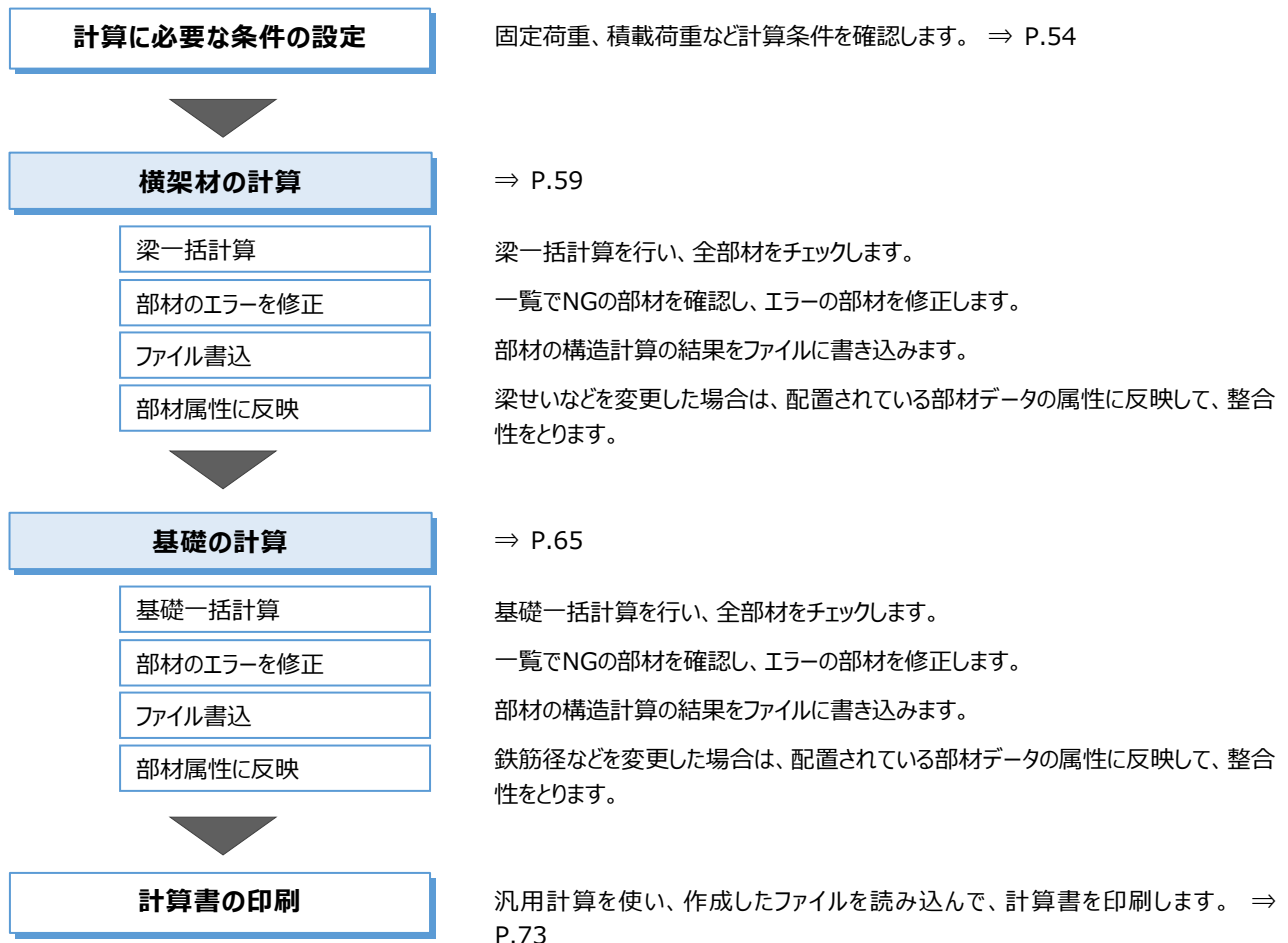 計算に必要な条件の設定
固定荷重、積載荷重など計算条件を確認します。 ⇒ P.54
横架材の計算
⇒ P.59
梁一括計算
梁一括計算を行い、全部材をチェックします。
部材のエラーを修正
一覧でNGの部材を確認し、エラーの部材を修正します。
ファイル書込
部材の構造計算の結果をファイルに書き込みます。
部材属性に反映
梁せいなどを変更した場合は、配置されている部材データの属性に反映して、整合
性をとります。
基礎の計算
⇒ P.65
基礎一括計算
基礎一括計算を行い、全部材をチェックします。
部材のエラーを修正
一覧でNGの部材を確認し、エラーの部材を修正します。
ファイル書込
部材の構造計算の結果をファイルに書き込みます。
部材属性に反映
鉄筋径などを変更した場合は、配置されている部材データの属性に反映して、整合
性をとります。
計算書の印刷
汎用計算を使い、作成したファイルを読み込んで、計算書を印刷します。 ⇒
P.73